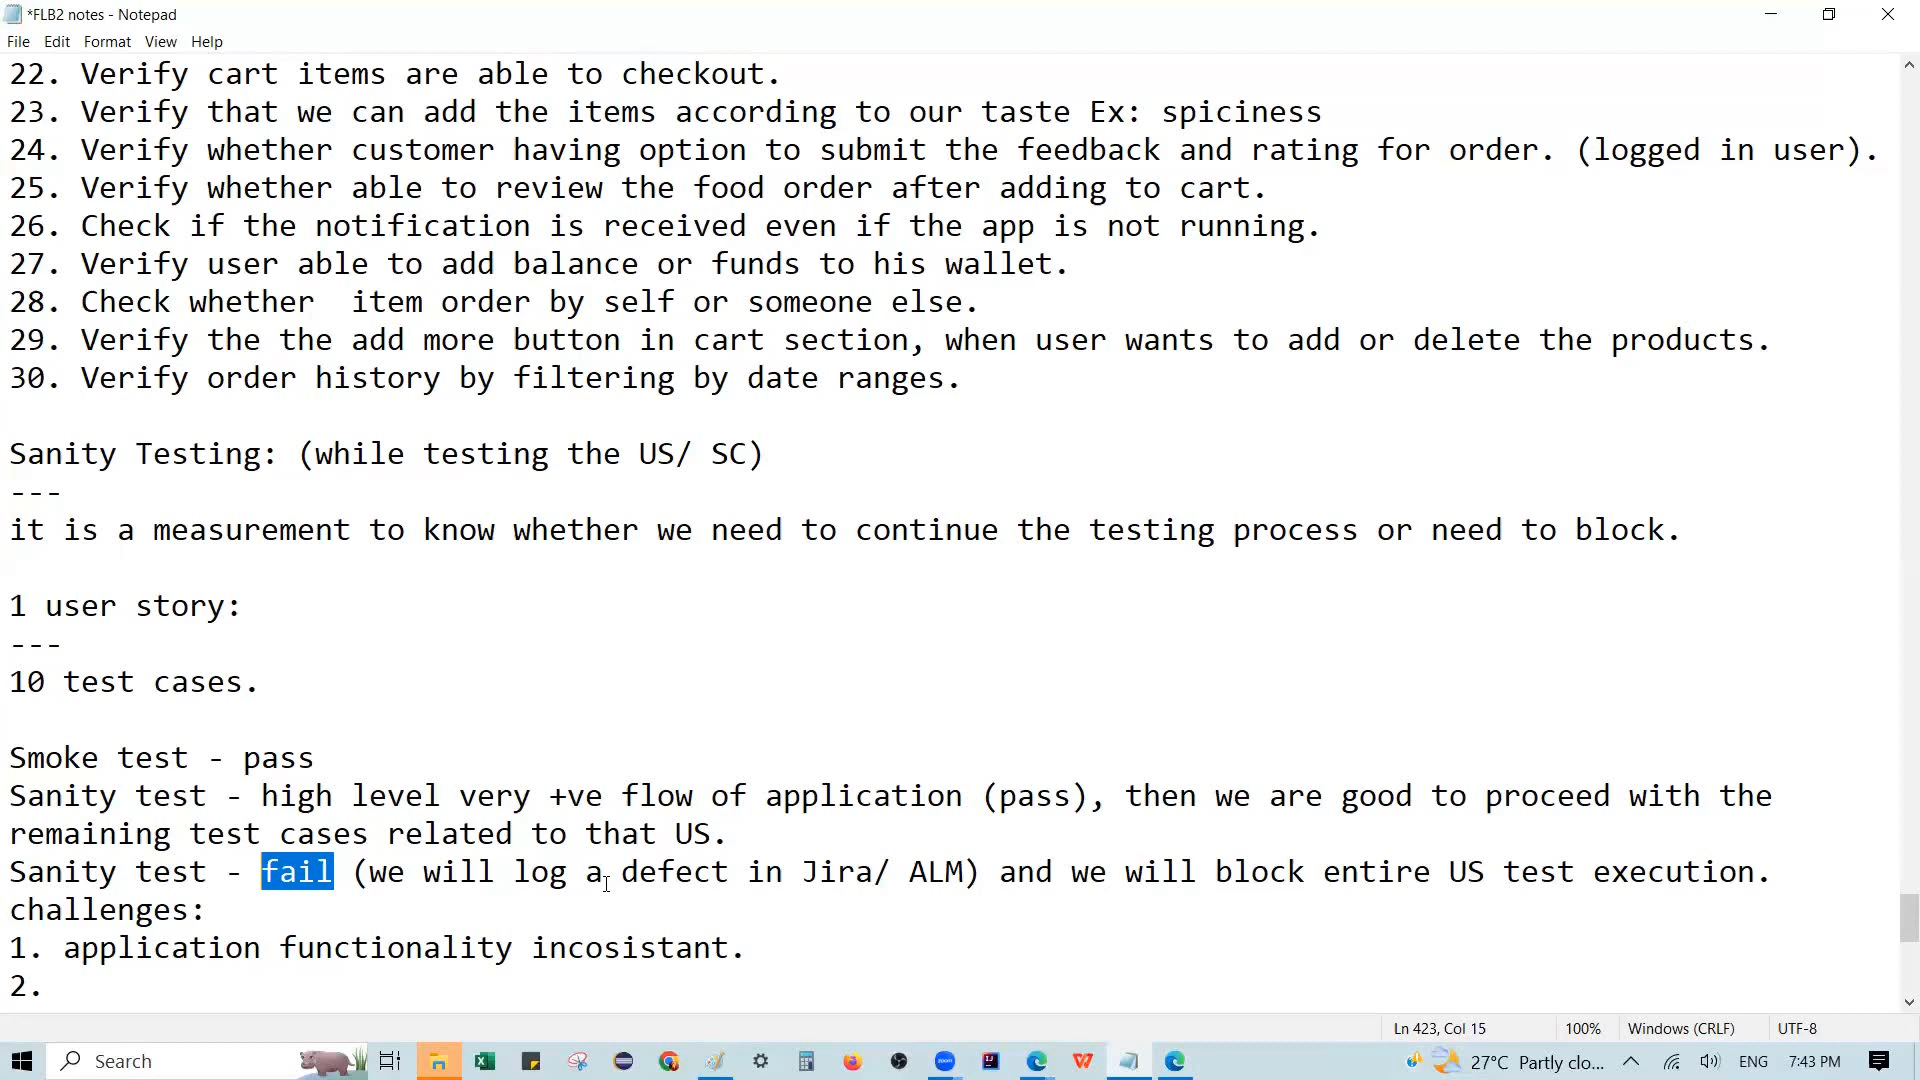 *FLB2 notes - Notepad
File Edit Format View Help
22. Verify cart items are able to checkout.
23. Verify that we can add the items according to our taste Ex: spiciness
24. Verify whether customer having option to submit the feedback and rating for order. (logged in user).
25. Verify whether able to review the food order after adding to cart.
26. Check if the notification is received even if the app is not running.
27. Verify user able to add balance or funds to his wallet.
28. Check whether  item order by self or someone else.
29. Verify the the add more button in cart section, when user wants to add or delete the products.
30. Verify order history by filtering by date ranges.
Sanity Testing: (while testing the US/ SC)
---
it is a measurement to know whether we need to continue the testing process or need to block.
1 user story:
---
10 test cases.
Smoke test - pass
Sanity test - high level very +ve flow of application (pass), then we are good to proceed with the
remaining test cases related to that US.
Sanity test - fail (we will log a defect in Jira/ ALM) and we will block entire US test execution.
challenges:
1. application functionality incosistant.
2.
Ln 423, Col 15 100% Windows (CRLF) UTF-8
Search 27°C Partly clo... ENG 7:43 PM